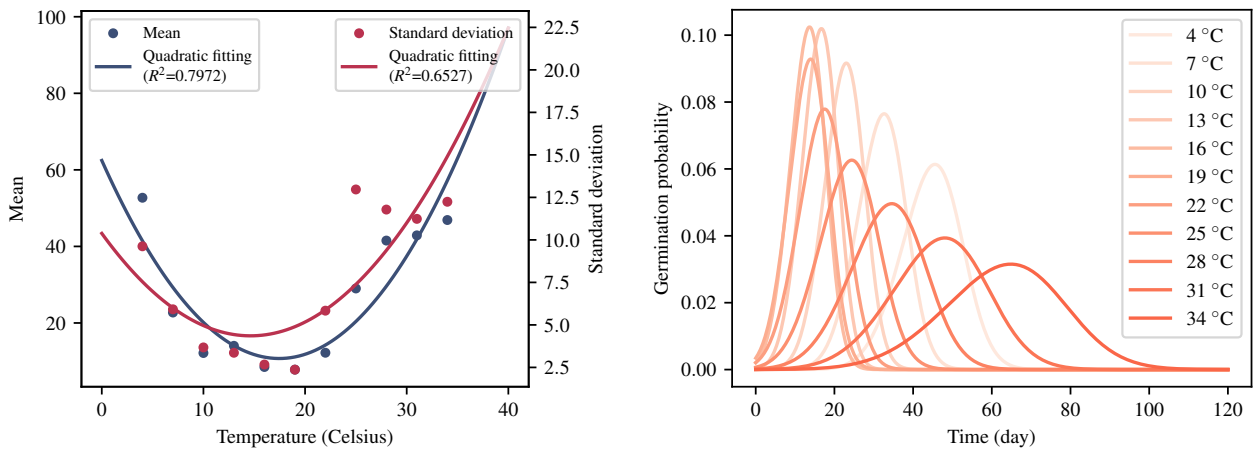 Mean
Quadratic fitting
(R²=0.7972)
Standard deviation
Quadratic fitting
(R²=0.6527)
100
80
60
40
20
Mean
22.5
20.0
17.5
15.0
12.5
10.0
7.5
5.0
2.5
Standard deviation
0 10 20 30 40
Temperature (Celsius)
0.10
0.08
0.06
0.04
0.02
0.00
Germination probability
4 °C
7 °C
10 °C
13 °C
16 °C
19 °C
22 °C
25 °C
28 °C
31 °C
34 °C
0 20 40 60 80 100 120
Time (day)